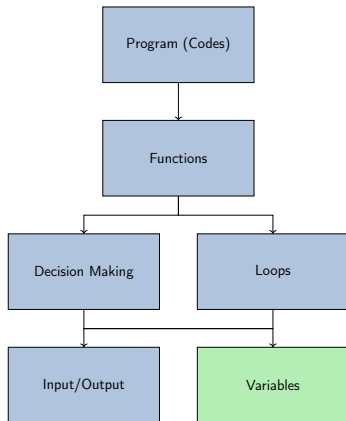 Program (Codes)
Functions
Decision Making
Loops
Input/Output
Variables